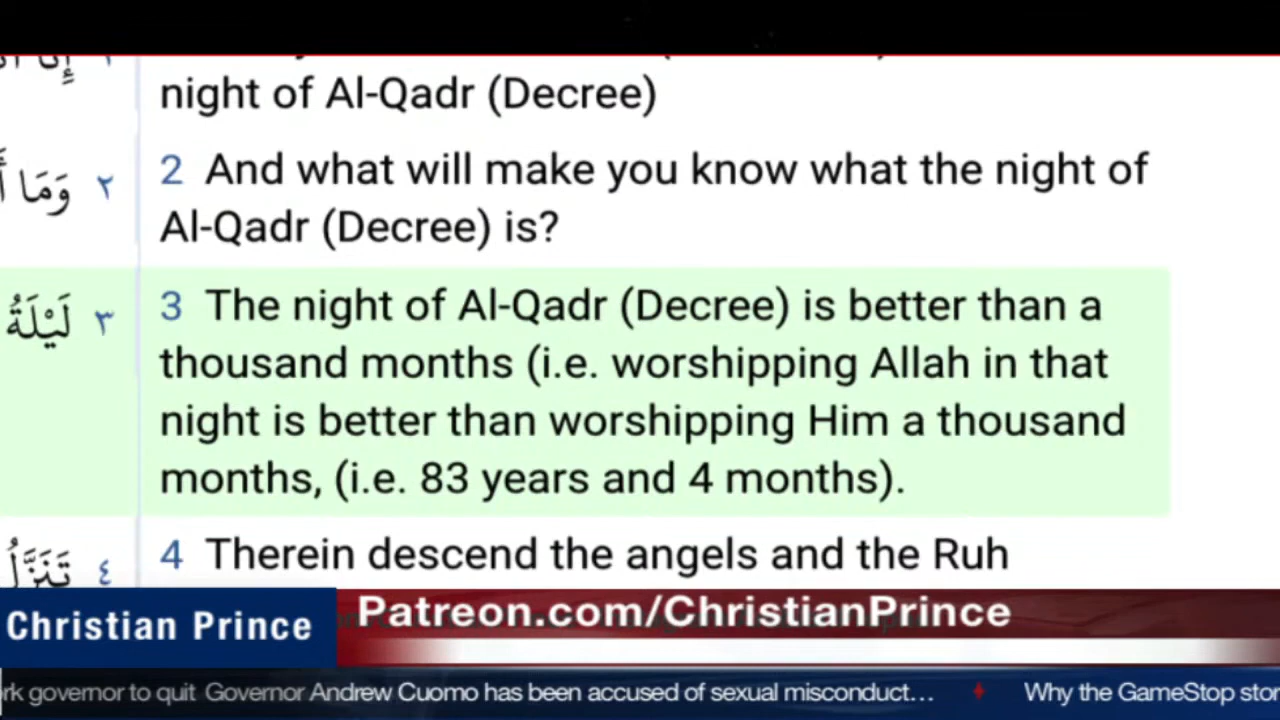 night of Al-Qadr (Decree)
وَمَا ٢ 2 And what will make you know what the night of
Al-Qadr (Decree) is?
لَيْلَةُ ٣ 3 The night of Al-Qadr (Decree) is better than a
thousand months (i.e. worshipping Allah in that
night is better than worshipping Him a thousand
months, (i.e. 83 years and 4 months).
تَنَزَّلُ ٤ 4 Therein descend the angels and the Ruh
Christian Prince Patreon.com/ChristianPrince
rk governor to quit Governor Andrew Cuomo has been accused of sexual misconduct… Why the GameStop stor